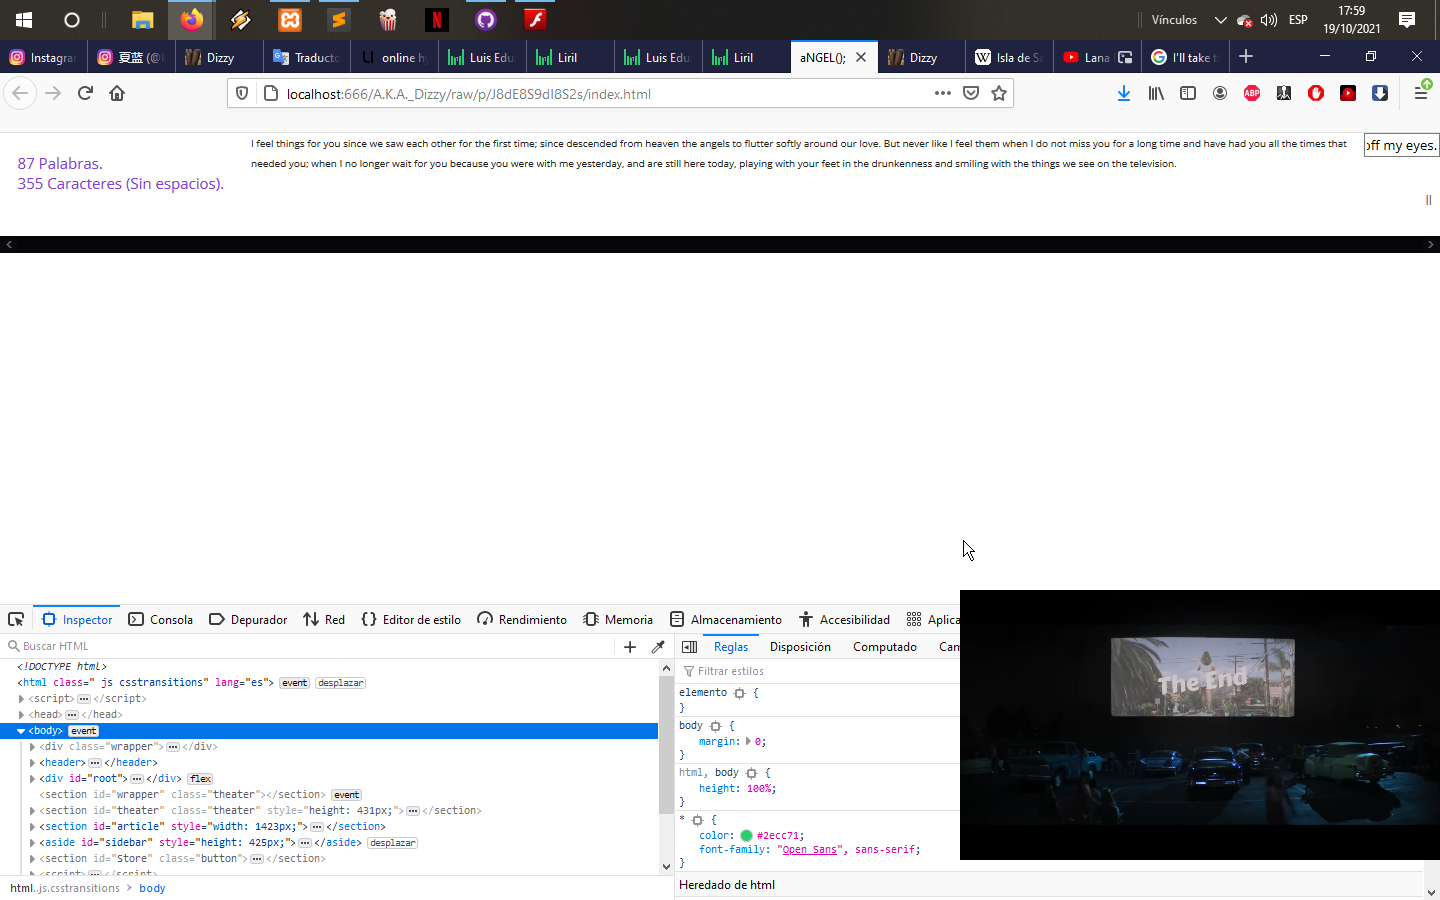 Vínculos
ESP
17:59
19/10/2021
Instagram
夏蓝 (@
Dizzy
Traducto
online hy
Luis Edu
Liril
Luis Edu
Liril
aNGEL();
Dizzy
Isla de Sa
Lana
I'll take t
localhost:666/A.K.A._Dizzy/raw/p/J8dE8S9dI8S2s/index.html
ABP
87 Palabras.
355 Caracteres (Sin espacios).
I feel things for you since we saw each other for the first time; since descended from heaven the angels to flutter softly around our love. But never like I feel them when I do not miss you for a long time and have had you all the times that
needed you; when I no longer wait for you because you were with me yesterday, and are still here today, playing with your feet in the drunkenness and smiling with the things we see on the television.
off my eyes.
||
Inspector
Consola
Depurador
Red
Editor de estilo
Rendimiento
Memoria
Almacenamiento
Accesibilidad
Aplica
Buscar HTML
<!DOCTYPE html>
<html class=" js csstransitions" lang="es"> event desplazar
<script>⋯</script>
<head>⋯</head>
<body> event
<div class="wrapper">⋯</div>
<header>⋯</header>
<div id="root">⋯</div> flex
<section id="wrapper" class="theater"></section> event
<section id="theater" class="theater" style="height: 431px;">⋯</section>
<section id="article" style="width: 1423px;">⋯</section>
<aside id="sidebar" style="height: 425px;">⋯</aside> desplazar
<section id="Store" class="button">⋯</section>
<script>⋯</script>
html.js.csstransitions > body
Reglas
Disposición
Computado
Cam
Filtrar estilos
elemento {
}
body {
margin: 0;
}
html, body {
height: 100%;
}
* {
color: #2ecc71;
font-family: "Open Sans", sans-serif;
}
Heredado de html
The End